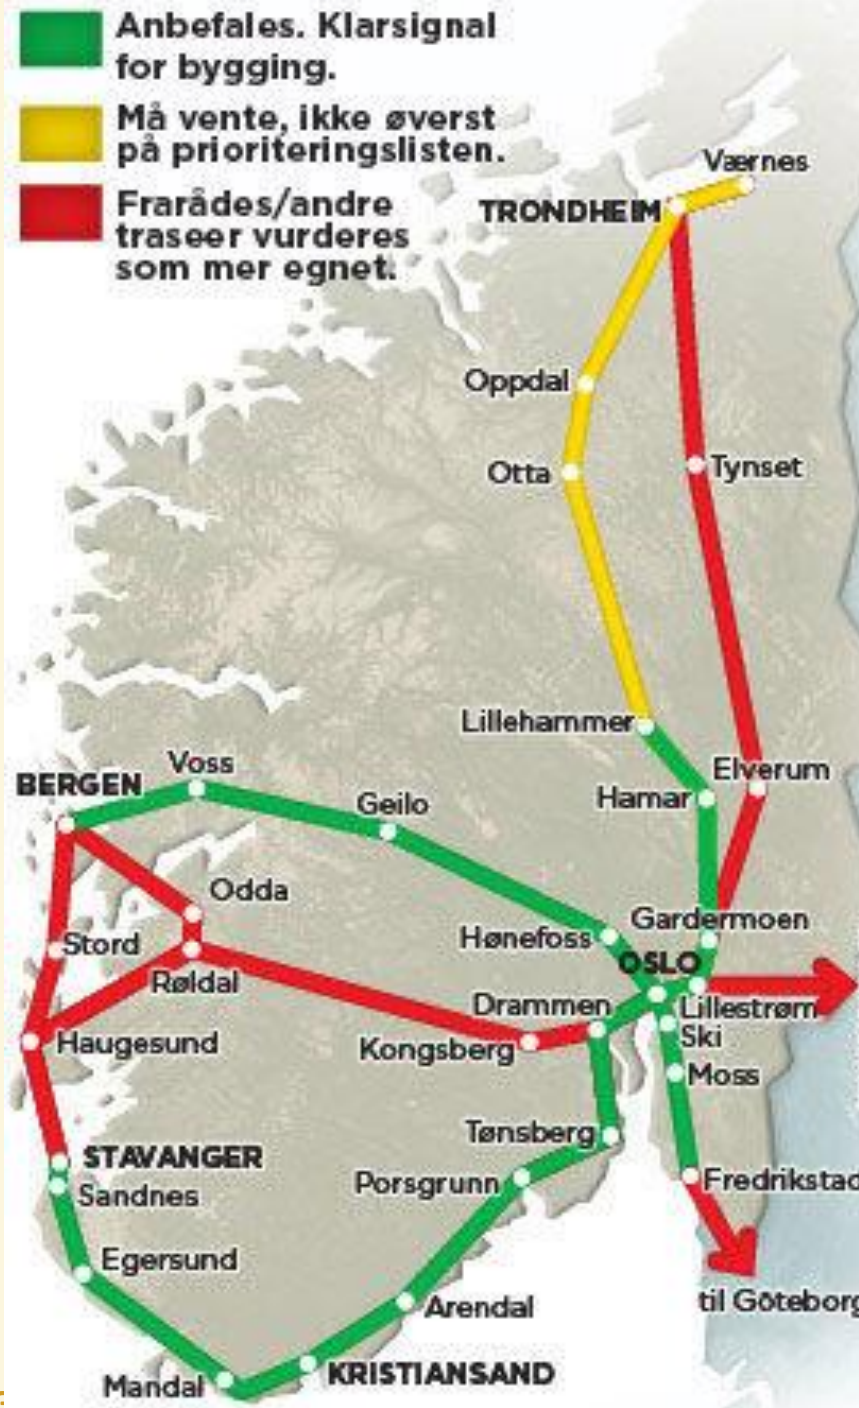 Anbefales. Klarsignal
for bygging.
Må vente, ikke øverst
på prioriteringslisten.
Frarådes/andre
traseer vurderes
som mer egnet.
Værnes
TRONDHEIM
Oppdal
Otta
Tynset
Lillehammer
Elverum
Hamar
Voss
BERGEN
Geilo
Odda
Gardermoen
Hønefoss
Stord
OSLO
Røldal
Drammen
Lillestrøm
Ski
Haugesund
Kongsberg
Moss
Tønsberg
STAVANGER
Sandnes
Porsgrunn
Fredrikstad
Egersund
til Göteborg
Arendal
Mandal
KRISTIANSAND